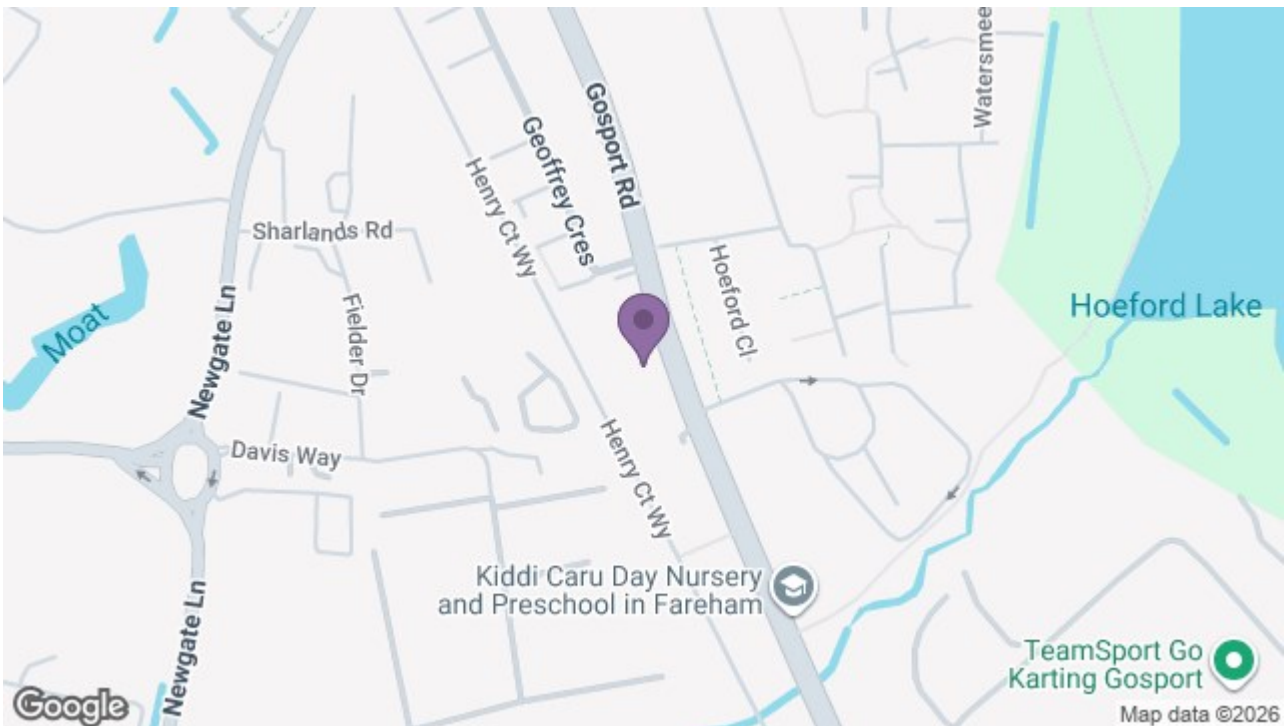 Watersmee
Gosport Rd
Geoffrey Cres
Henry Ct Wy
Sharlands Rd
Hoeford Cl
Moat
Newgate Ln
Fielder Dr
Hoeford Lake
Davis Way
Henry Ct Wy
Kiddi Caru Day Nursery
and Preschool in Fareham
Newgate Ln
TeamSport Go
Karting Gosport
Google
Map data ©2026